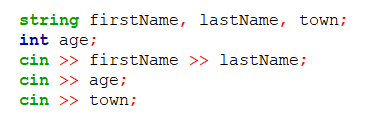 string firstName, lastName, town;
int age;
cin >> firstName >> lastName;
cin >> age;
cin >> town;